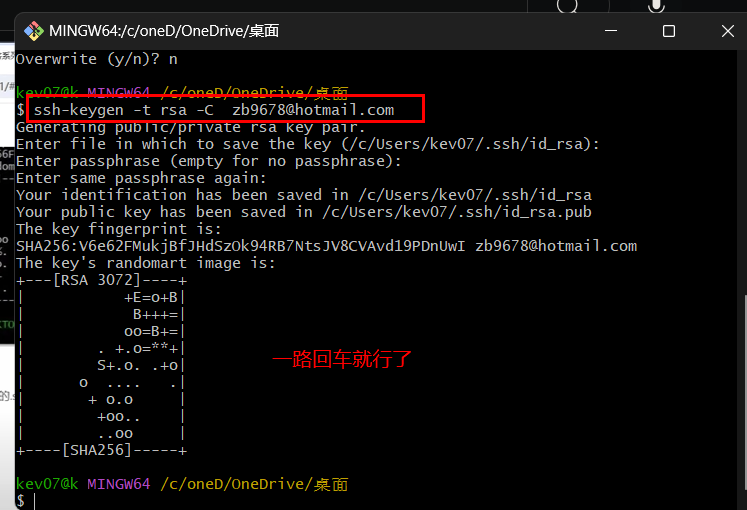 MINGW64:/c/oneD/OneDrive/桌面
Overwrite (y/n)? n
kev07@k MINGW64 /c/oneD/OneDrive/桌面
$ ssh-keygen -t rsa -C  zb9678@hotmail.com
Generating public/private rsa key pair.
Enter file in which to save the key (/c/Users/kev07/.ssh/id_rsa):
Enter passphrase (empty for no passphrase):
Enter same passphrase again:
Your identification has been saved in /c/Users/kev07/.ssh/id_rsa
Your public key has been saved in /c/Users/kev07/.ssh/id_rsa.pub
The key fingerprint is:
SHA256:V6e62FMukjBfJHdSzOk94RB7NtsJV8CVAvd19PDnUwI zb9678@hotmail.com
The key's randomart image is:
+---[RSA 3072]----+
|           +E=o+B|
|            B+++=|
|           oo=B+=|
|        . +.o=**+|
|        S+.o. .+o|
|      o  ....   .|
|       + o.o     |
|        +oo..    |
|        ..oo     |
+----[SHA256]-----+
一路回车就行了
kev07@k MINGW64 /c/oneD/OneDrive/桌面
$